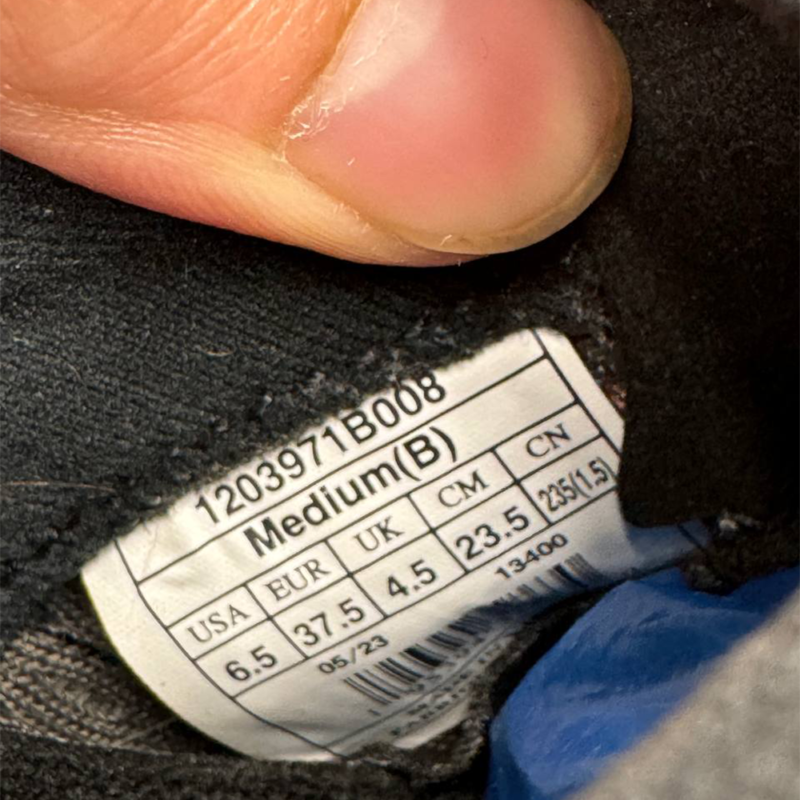 1203971B008
Medium(B)
USA EUR UK CM CN
6.5 37.5 4.5 23.5 235(1.5)
05/23 13400